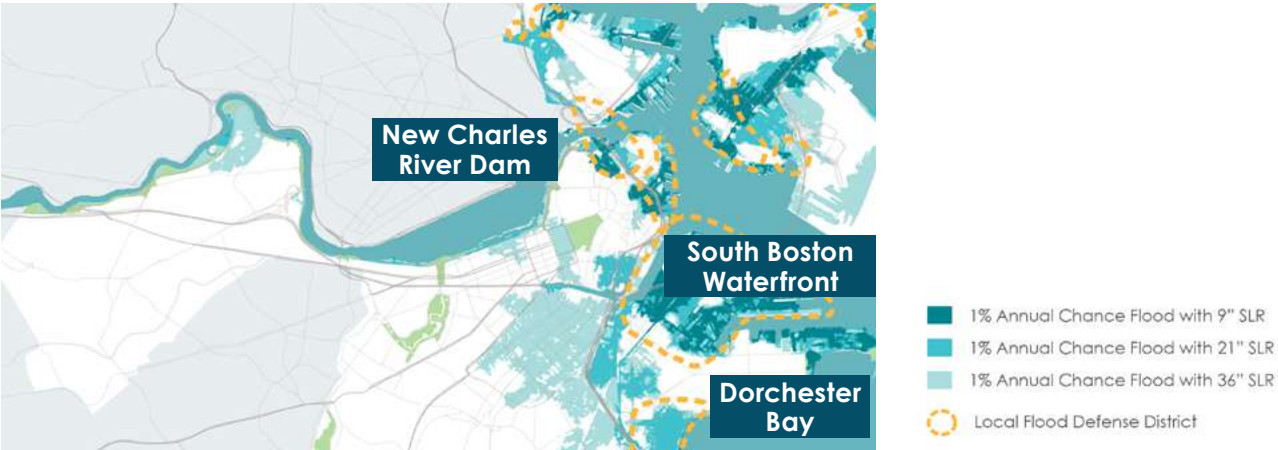 New Charles
River Dam
South Boston
Waterfront
Dorchester
Bay
1% Annual Chance Flood with 9" SLR
1% Annual Chance Flood with 21" SLR
1% Annual Chance Flood with 36" SLR
Local Flood Defense District